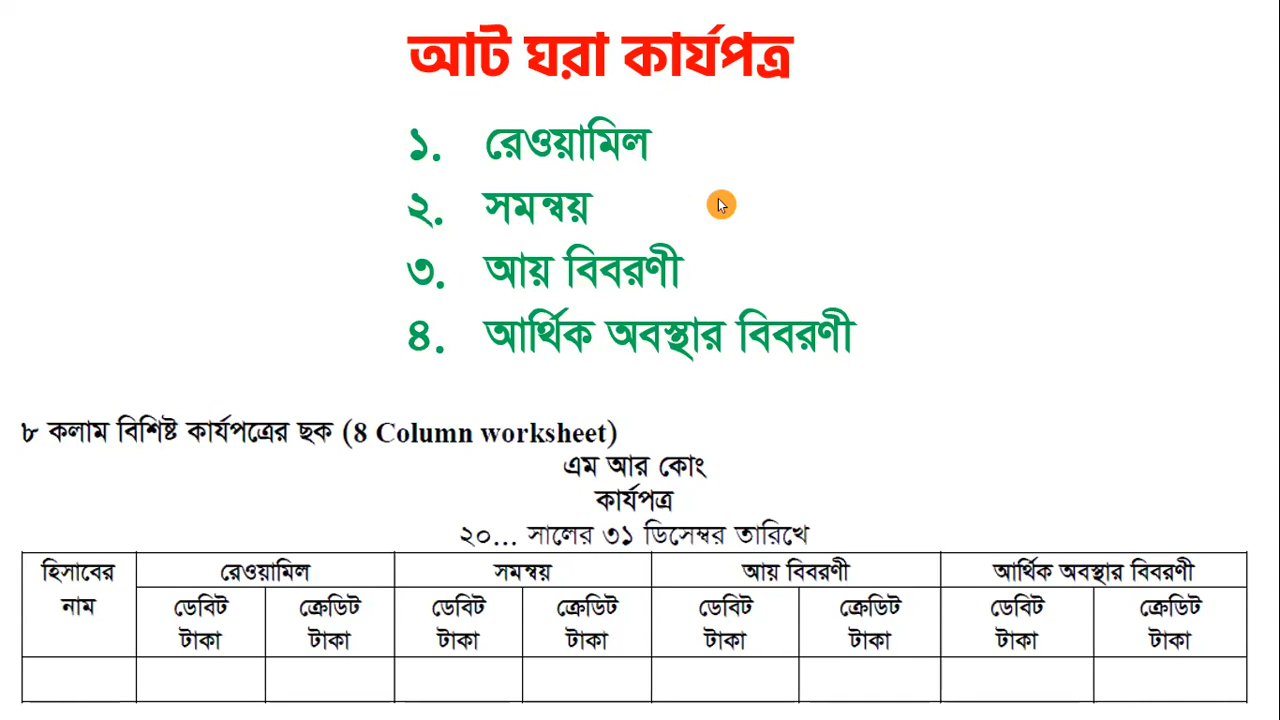 আট ঘরা কার্যপত্র
১. রেওয়ামিল
২. সমন্বয়
৩. আয় বিবরণী
৪. আর্থিক অবস্থার বিবরণী
৮ কলাম বিশিষ্ট কার্যপত্রের ছক (8 Column worksheet)
এম আর কোং
কার্যপত্র
২০... সালের ৩১ ডিসেম্বর তারিখে
হিসাবের নাম রেওয়ামিল সমন্বয় আয় বিবরণী আর্থিক অবস্থার বিবরণী
ডেবিট ক্রেডিট ডেবিট ক্রেডিট ডেবিট ক্রেডিট ডেবিট ক্রেডিট
টাকা টাকা টাকা টাকা টাকা টাকা টাকা টাকা